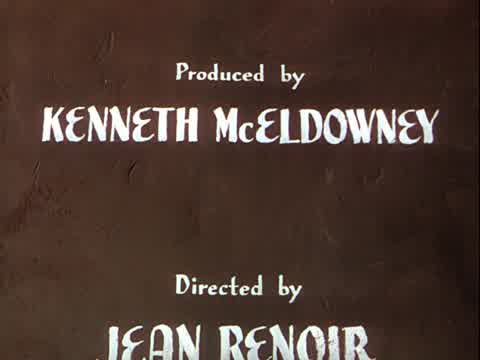 Produced by
KENNETH McELDOWNEY
Directed by
JEAN RENOIR